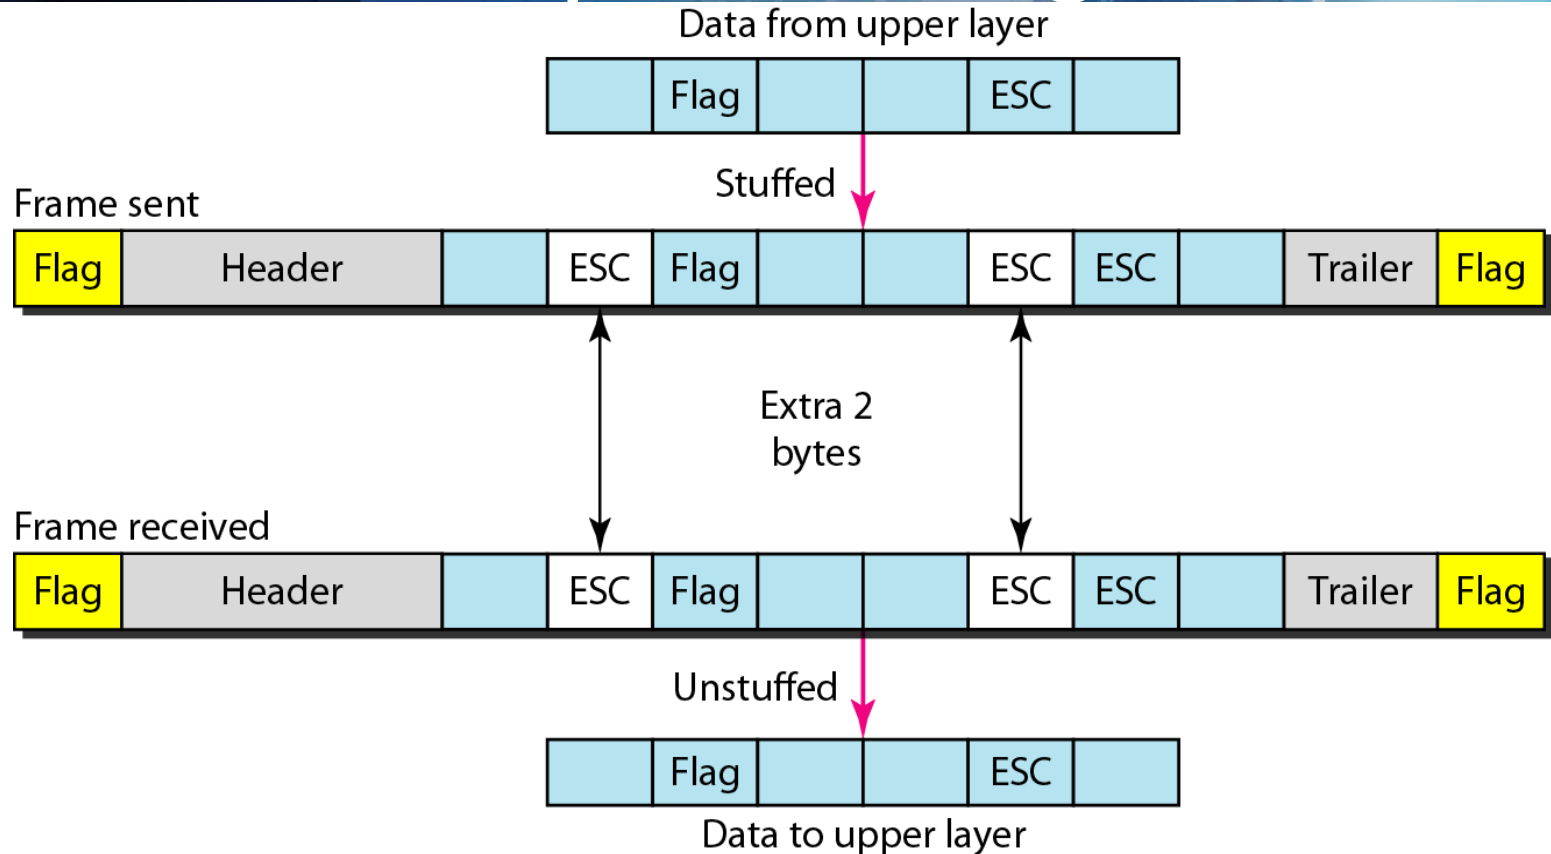 Data from upper layer
Flag ESC
Stuffed
Frame sent
Flag Header ESC Flag ESC ESC Trailer Flag
Extra 2
bytes
Frame received
Flag Header ESC Flag ESC ESC Trailer Flag
Unstuffed
Flag ESC
Data to upper layer